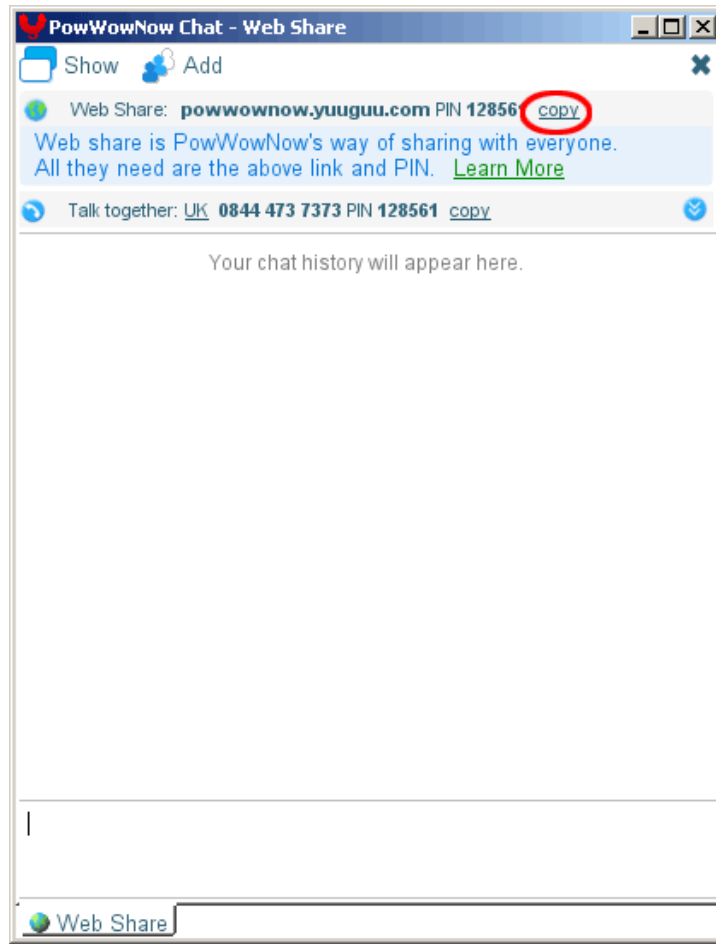 PowWowNow Chat - Web Share
Show Add
Web Share: powwownow.yuuguu.com PIN 128561 copy
Web share is PowWowNow's way of sharing with everyone.
All they need are the above link and PIN. Learn More
Talk together: UK 0844 473 7373 PIN 128561 copy
Your chat history will appear here.
Web Share